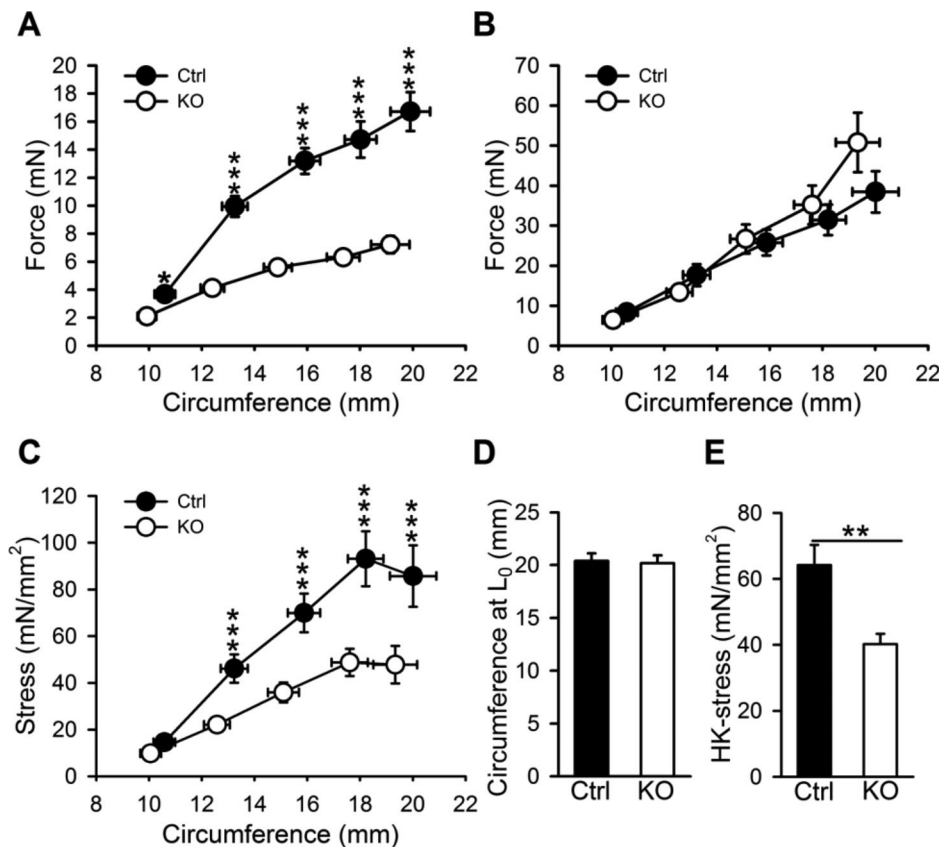 A
Force (mN)
20
18
16
14
12
10
8
6
4
2
0
Ctrl
KO
*
***
***
***
***
8 10 12 14 16 18 20 22
Circumference (mm)
B
Force (mN)
70
60
50
40
30
20
10
0
Ctrl
KO
8 10 12 14 16 18 20 22
Circumference (mm)
C
Stress (mN/mm²)
120
100
80
60
40
20
0
Ctrl
KO
***
***
***
***
8 10 12 14 16 18 20 22
Circumference (mm)
D
Circumference at L₀ (mm)
25
20
15
10
5
0
Ctrl KO
E
HK-stress (mN/mm²)
80
60
40
20
0
**
Ctrl KO